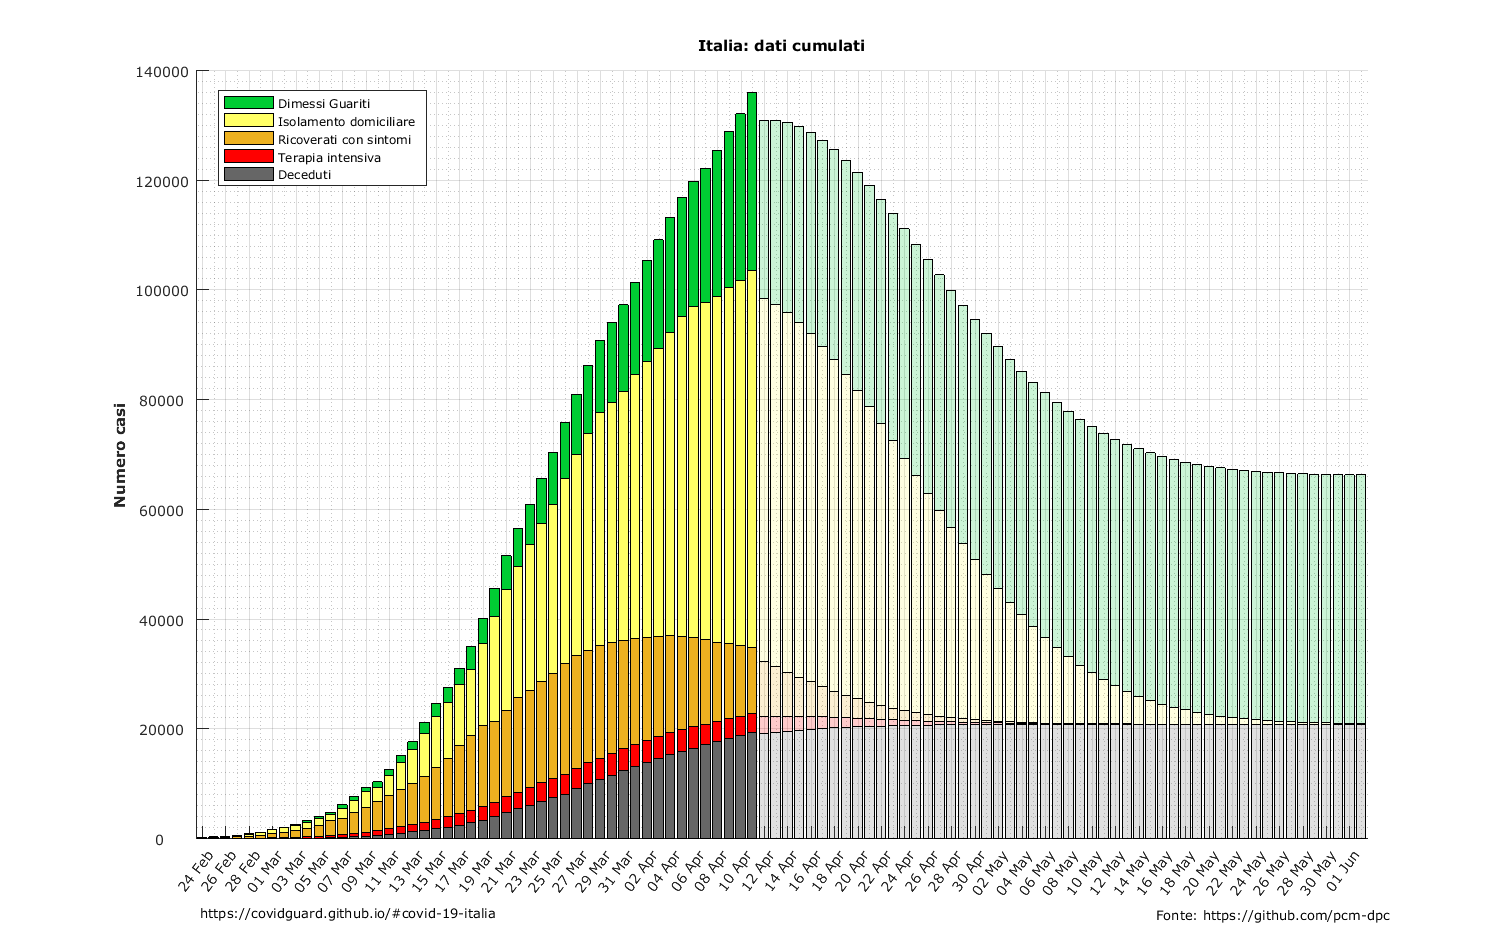 Italia: dati cumulati
Numero casi
140000
120000
100000
80000
60000
40000
20000
0
Dimessi Guariti
Isolamento domiciliare
Ricoverati con sintomi
Terapia intensiva
Deceduti
24 Feb
26 Feb
28 Feb
01 Mar
03 Mar
05 Mar
07 Mar
09 Mar
11 Mar
13 Mar
15 Mar
17 Mar
19 Mar
21 Mar
23 Mar
25 Mar
27 Mar
29 Mar
31 Mar
02 Apr
04 Apr
06 Apr
08 Apr
10 Apr
12 Apr
14 Apr
16 Apr
18 Apr
20 Apr
22 Apr
24 Apr
26 Apr
28 Apr
30 Apr
02 May
04 May
06 May
08 May
10 May
12 May
14 May
16 May
18 May
20 May
22 May
24 May
26 May
28 May
30 May
01 Jun
https://covidguard.github.io/#covid-19-italia
Fonte: https://github.com/pcm-dpc